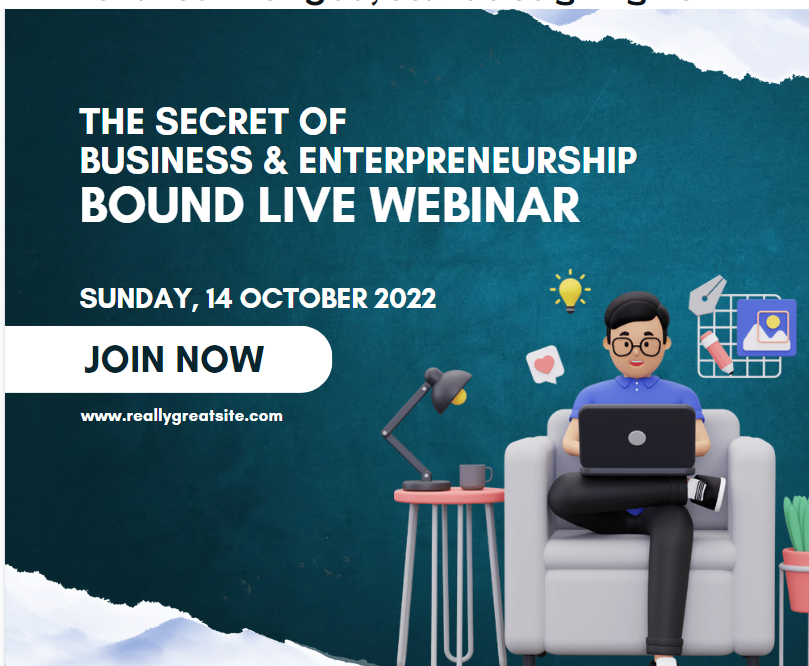 THE SECRET OF
BUSINESS & ENTERPRENEURSHIP
BOUND LIVE WEBINAR
SUNDAY, 14 OCTOBER 2022
JOIN NOW
www.reallygreatsite.com